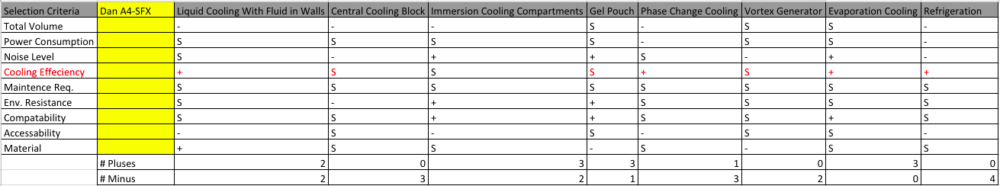 Selection Criteria Dan A4-SFX Liquid Cooling With Fluid in Walls Central Cooling Block Immersion Cooling Compartments Gel Pouch Phase Change Cooling Vortex Generator Evaporation Cooling Refrigeration
Total Volume - - - S - S S -
Power Consumption S S S S - S S -
Noise Level S - + + S - + -
Cooling Effeciency + S S S + S + +
Maintence Req. S S S S S S S S
Env. Resistance S - + + S S S S
Compatability S S + + S S + S
Accessability - S - S - S S -
Material + S S - S - S S
# Pluses 2 0 3 3 1 0 3 0
# Minus 2 3 2 1 3 2 0 4